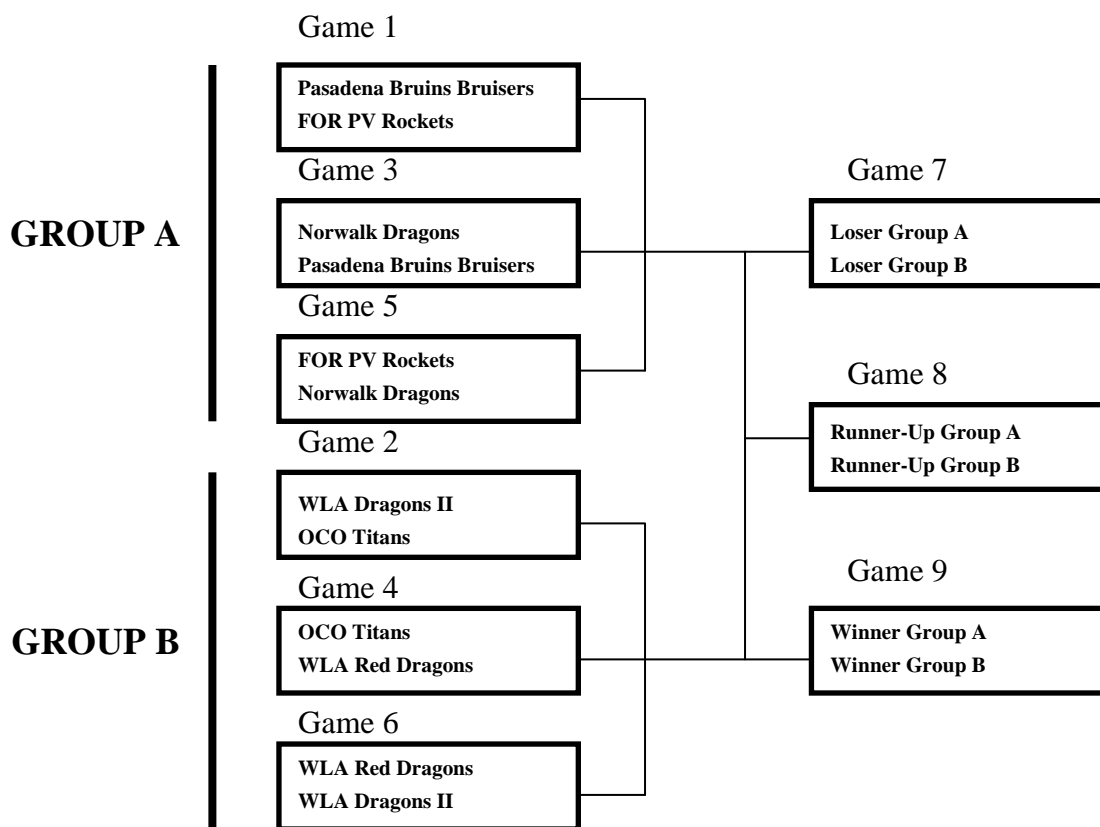 Game 1
Pasadena Bruins Bruisers
FOR PV Rockets
Game 3
Norwalk Dragons
Pasadena Bruins Bruisers
GROUP A
Game 5
FOR PV Rockets
Norwalk Dragons
Game 2
WLA Dragons II
OCO Titans
Game 4
OCO Titans
WLA Red Dragons
GROUP B
Game 6
WLA Red Dragons
WLA Dragons II
Game 7
Loser Group A
Loser Group B
Game 8
Runner-Up Group A
Runner-Up Group B
Game 9
Winner Group A
Winner Group B